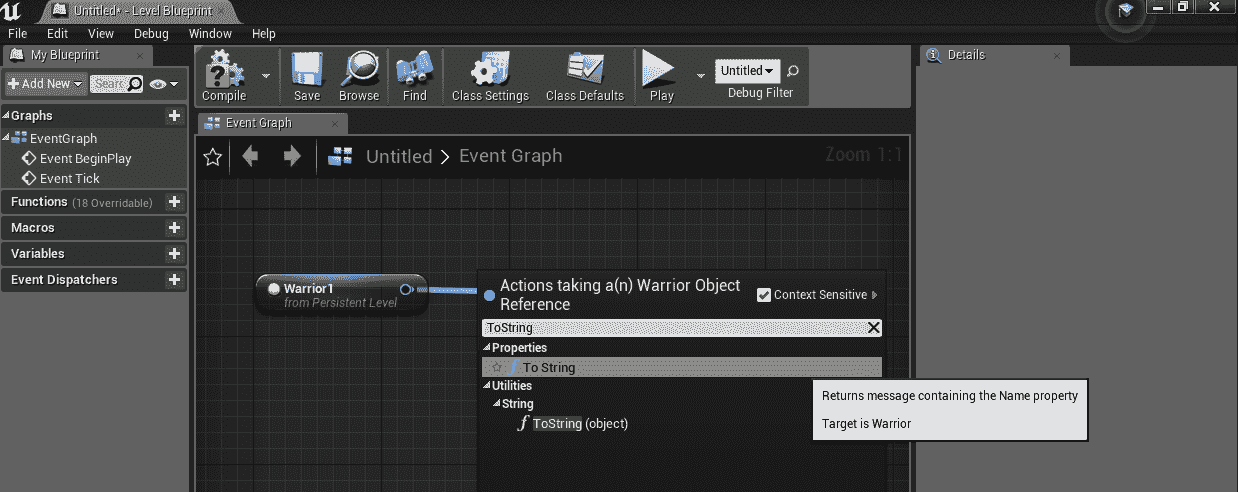 Untitled* - Level Blueprint
File Edit View Debug Window Help
My Blueprint
Add New
Searc
Graphs
EventGraph
Event BeginPlay
Event Tick
Functions (18 Overridable)
Macros
Variables
Event Dispatchers
Compile
Save
Browse
Find
Class Settings
Class Defaults
Play
Untitled
Debug Filter
Event Graph
Untitled > Event Graph
Zoom 1:1
Warrior1
from Persistent Level
Actions taking a(n) Warrior Object
Reference
Context Sensitive
ToString
Properties
To String
Utilities
String
ToString (object)
Returns message containing the Name property
Target is Warrior
Details